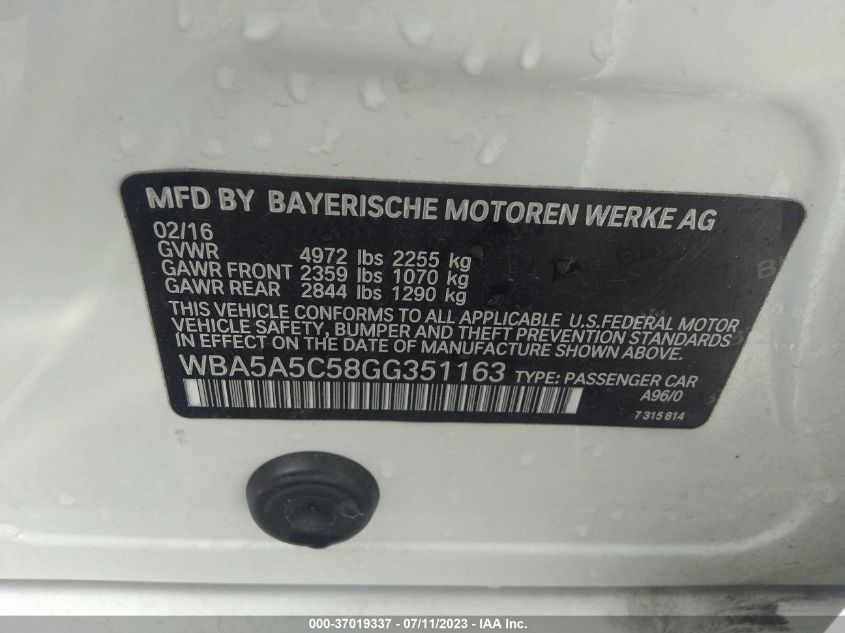 MFD BY BAYERISCHE MOTOREN WERKE AG
02/16
GVWR 4972 lbs 2255 kg
GAWR FRONT 2359 lbs 1070 kg
GAWR REAR 2844 lbs 1290 kg
THIS VEHICLE CONFORMS TO ALL APPLICABLE U.S.FEDERAL MOTOR
VEHICLE SAFETY, BUMPER AND THEFT PREVENTION STANDARDS
IN EFFECT ON THE DATE OF MANUFACTURE SHOWN ABOVE.
WBA5A5C58GG351163 TYPE: PASSENGER CAR
A96/0
7 315 814
000-37019337 - 07/11/2023 - IAA Inc.